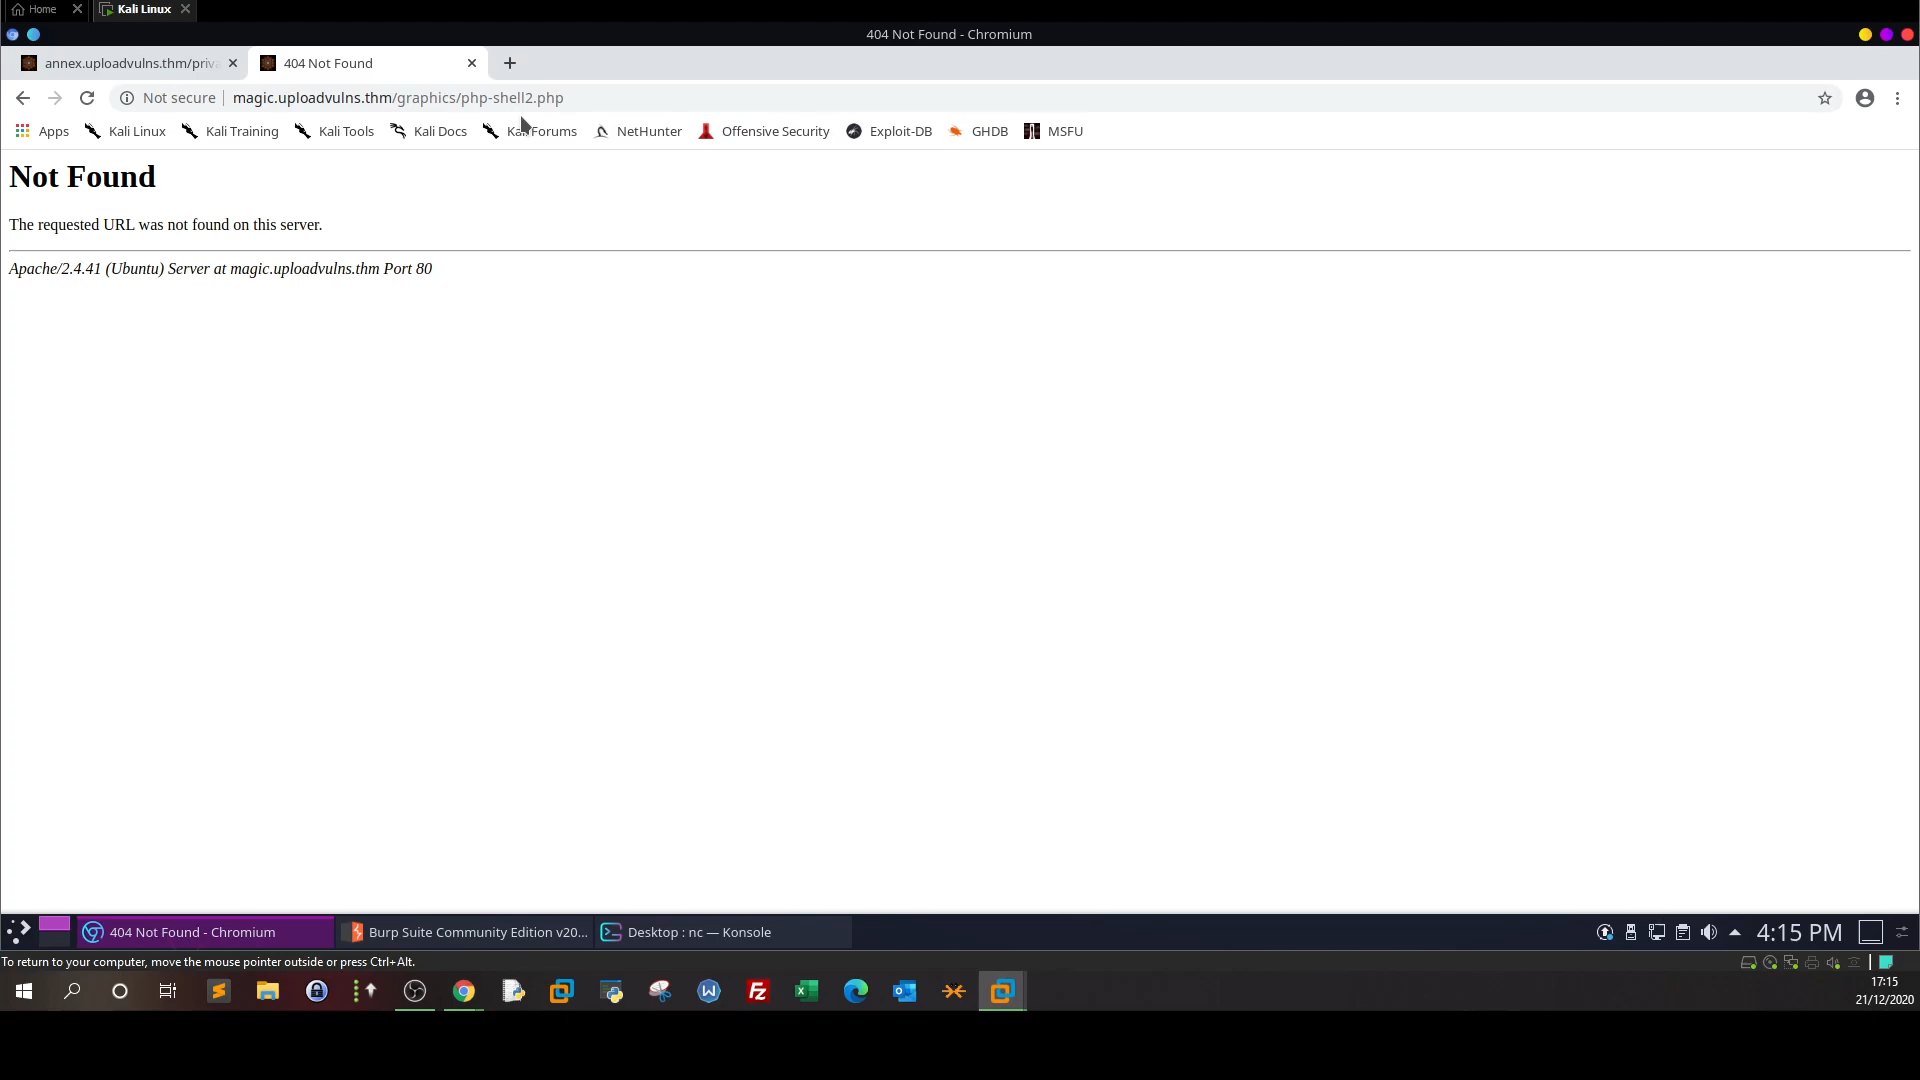 Home
Kali Linux
404 Not Found - Chromium
annex.uploadvulns.thm/priva
404 Not Found
Not secure
magic.uploadvulns.thm/graphics/php-shell2.php
Apps
Kali Linux
Kali Training
Kali Tools
Kali Docs
Kali Forums
NetHunter
Offensive Security
Exploit-DB
GHDB
MSFU
Not Found
The requested URL was not found on this server.
Apache/2.4.41 (Ubuntu) Server at magic.uploadvulns.thm Port 80
404 Not Found - Chromium
Burp Suite Community Edition v20...
Desktop : nc — Konsole
4:15 PM
To return to your computer, move the mouse pointer outside or press Ctrl+Alt.
17:15
21/12/2020